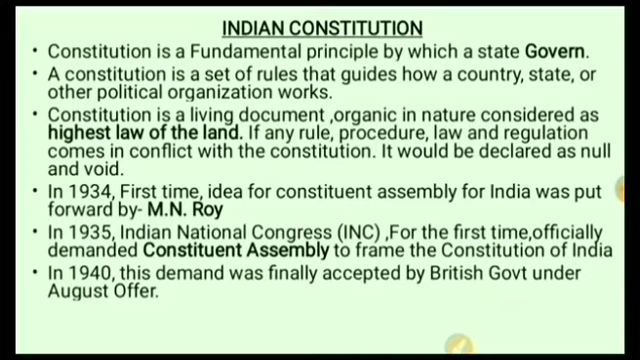 INDIAN CONSTITUTION
• Constitution is a Fundamental principle by which a state Govern.
• A constitution is a set of rules that guides how a country, state, or
other political organization works.
• Constitution is a living document ,organic in nature considered as
highest law of the land. If any rule, procedure, law and regulation
comes in conflict with the constitution. It would be declared as null
and void.
• In 1934, First time, idea for constituent assembly for India was put
forward by- M.N. Roy
• In 1935, Indian National Congress (INC) ,For the first time,officially
demanded Constituent Assembly to frame the Constitution of India
• In 1940, this demand was finally accepted by British Govt under
August Offer.